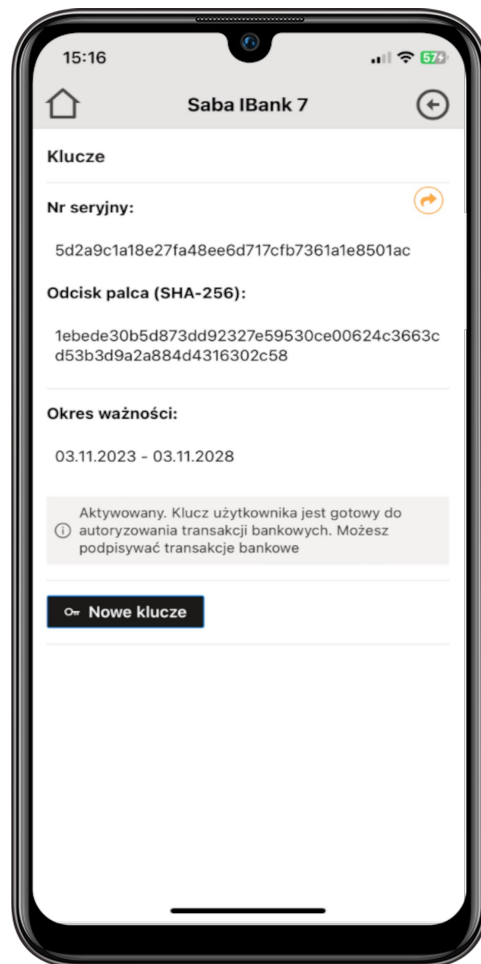 15:16
57
Saba IBank 7
Klucze
Nr seryjny:
5d2a9c1a18e27fa48ee6d717cfb7361a1e8501ac
Odcisk palca (SHA-256):
1ebede30b5d873dd92327e59530ce00624c3663c
d53b3d9a2a884d4316302c58
Okres ważności:
03.11.2023 - 03.11.2028
Aktywowany. Klucz użytkownika jest gotowy do
autoryzowania transakcji bankowych. Możesz
podpisywać transakcje bankowe
Nowe klucze